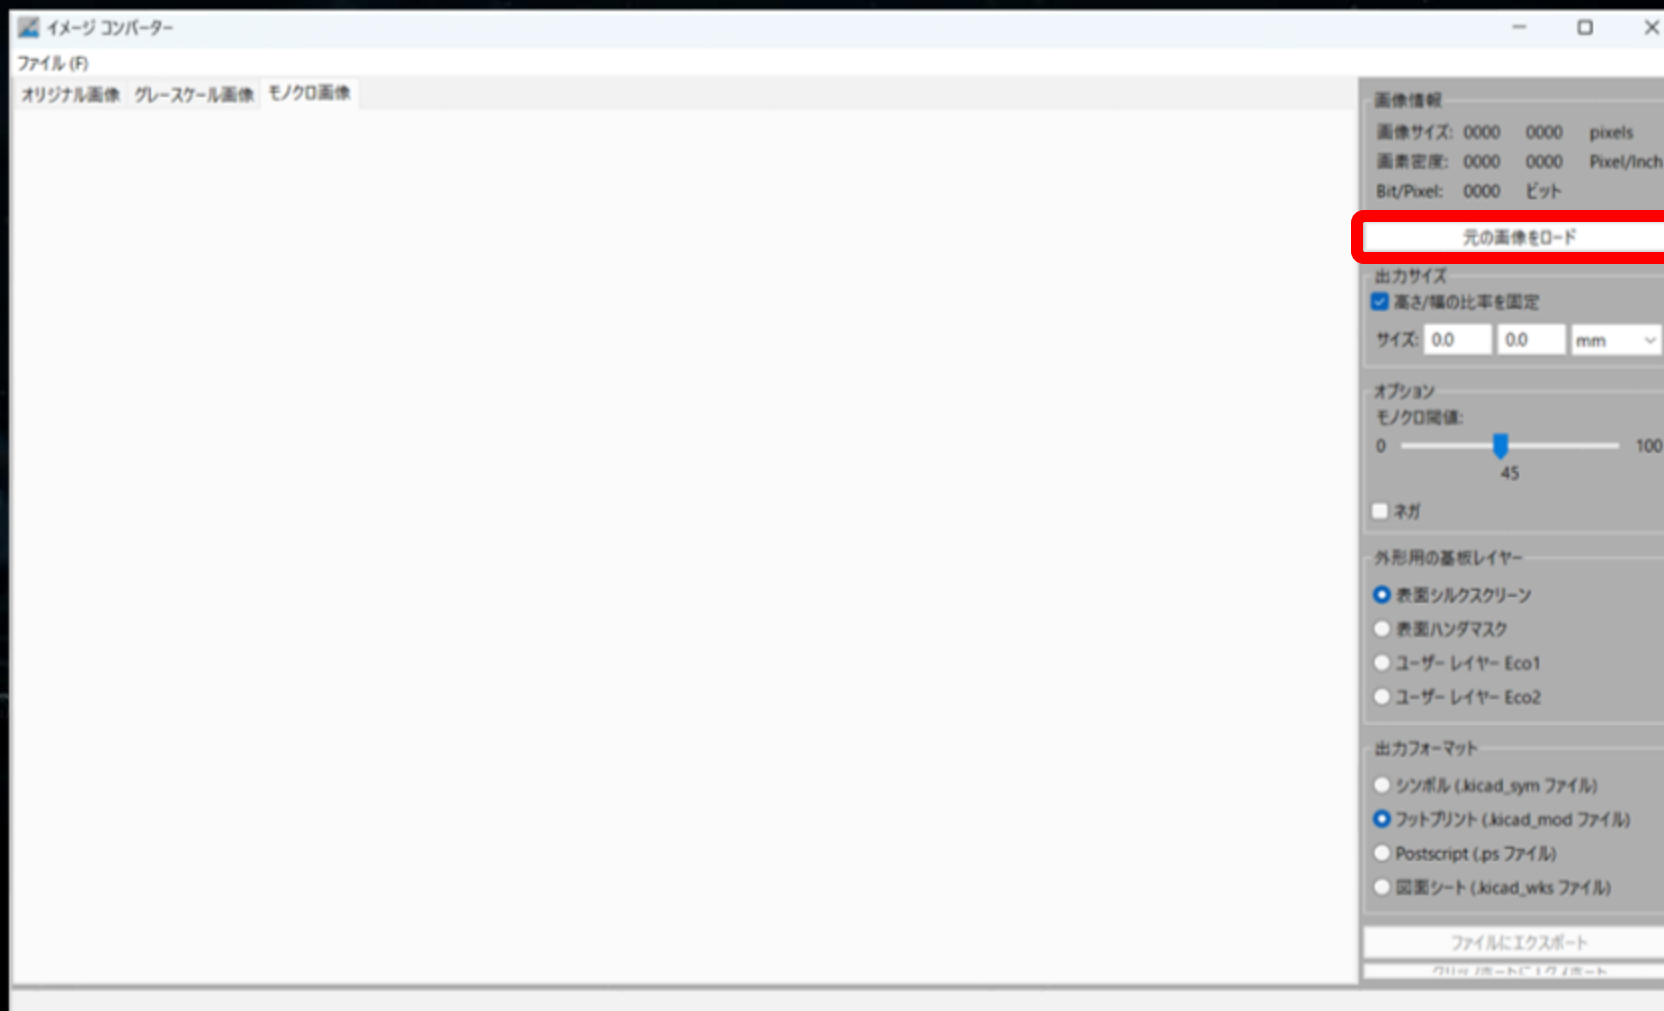 イメージ コンバーター
ファイル (F)
オリジナル画像 グレースケール画像 モノクロ画像
画像情報
画像サイズ: 0000 0000 pixels
画素密度: 0000 0000 Pixel/Inch
Bit/Pixel: 0000 ビット
元の画像をロード
出力サイズ
高さ/幅の比率を固定
サイズ: 0.0 0.0 mm
オプション
モノクロ閾値:
0 100
45
ネガ
外形用の基板レイヤー
表面シルクスクリーン
表面ハンダマスク
ユーザー レイヤー Eco1
ユーザー レイヤー Eco2
出力フォーマット
シンボル (.kicad_sym ファイル)
フットプリント (.kicad_mod ファイル)
Postscript (.ps ファイル)
図面シート (.kicad_wks ファイル)
ファイルにエクスポート